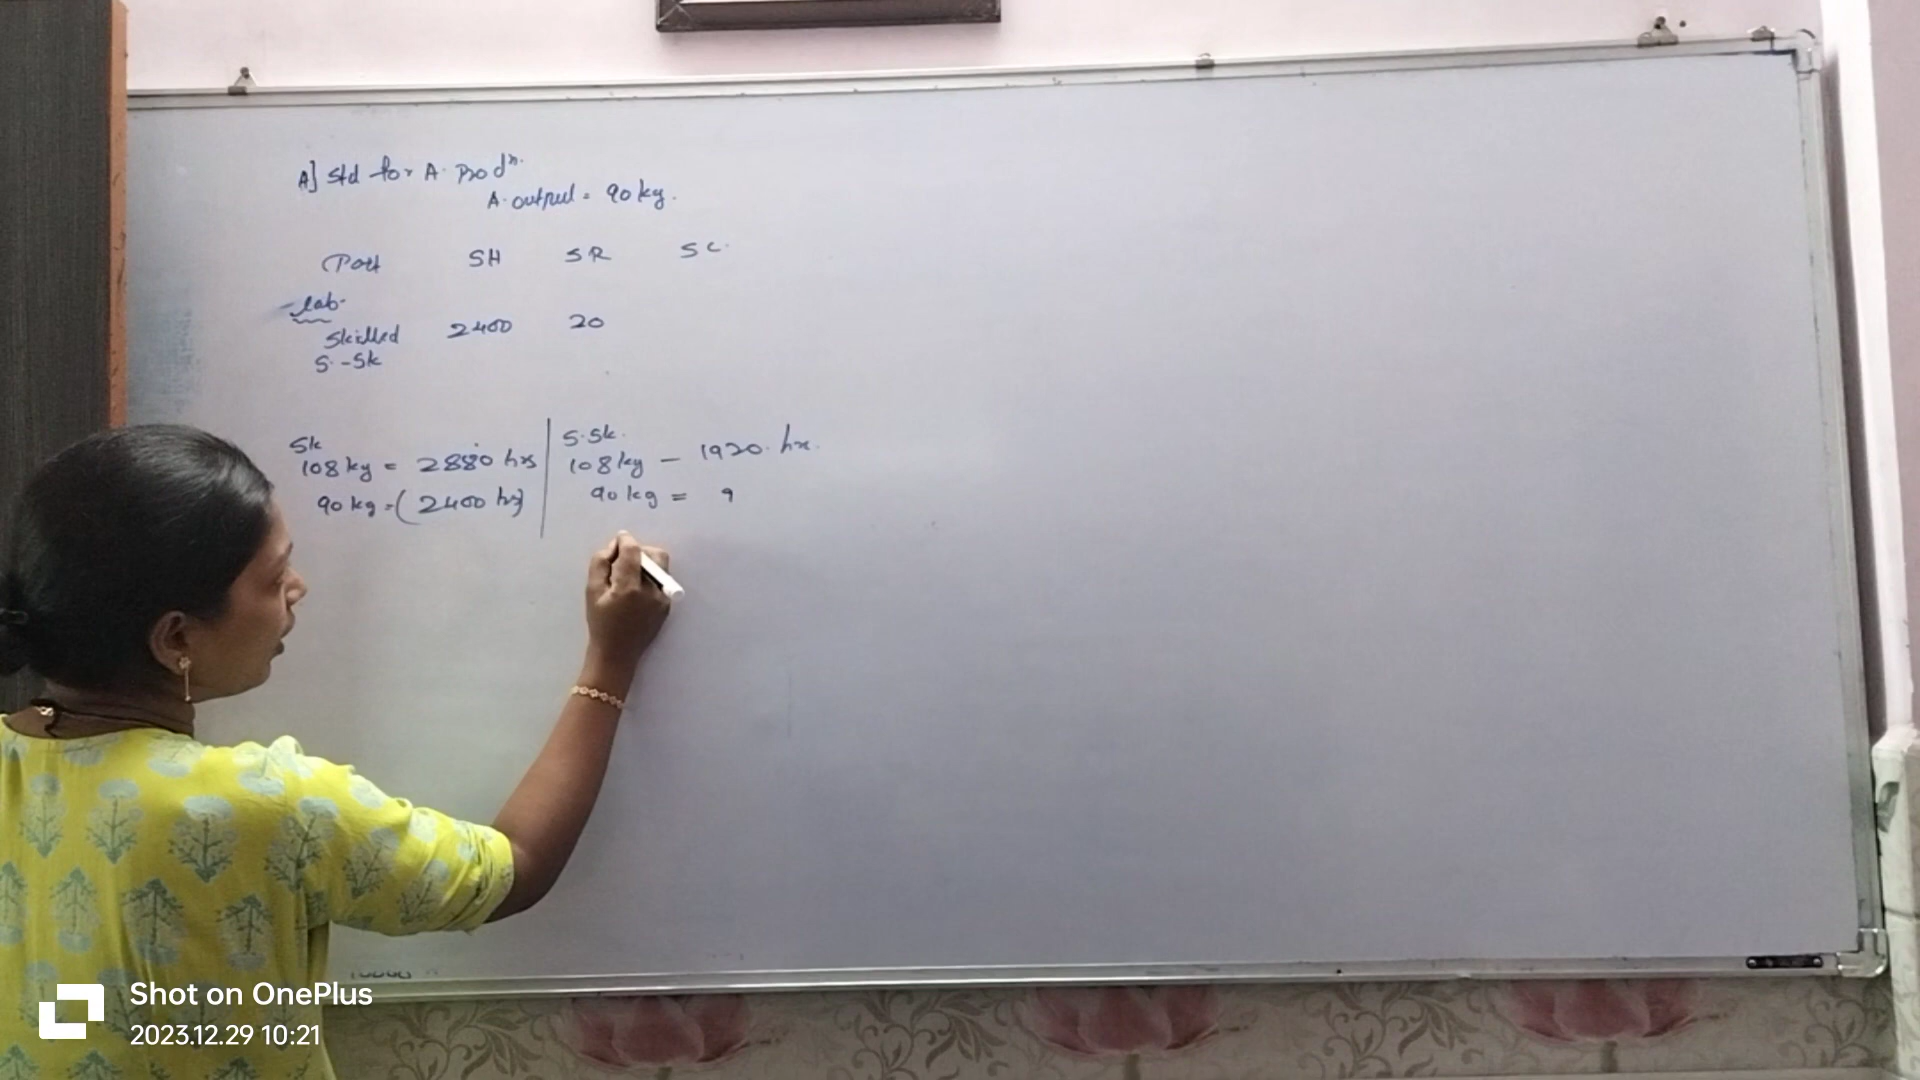 A] Std for A. Prodⁿ.
A. output = 90 kg.
Part SH SR SC.
Lab.
Skilled 2400 20
S.-Sk
Sk
108 kg = 2880 hrs
90 kg = (2400 hrs)
S.Sk.
108 kg – 1920 hr.
90 kg = ?
Shot on OnePlus
2023.12.29 10:21